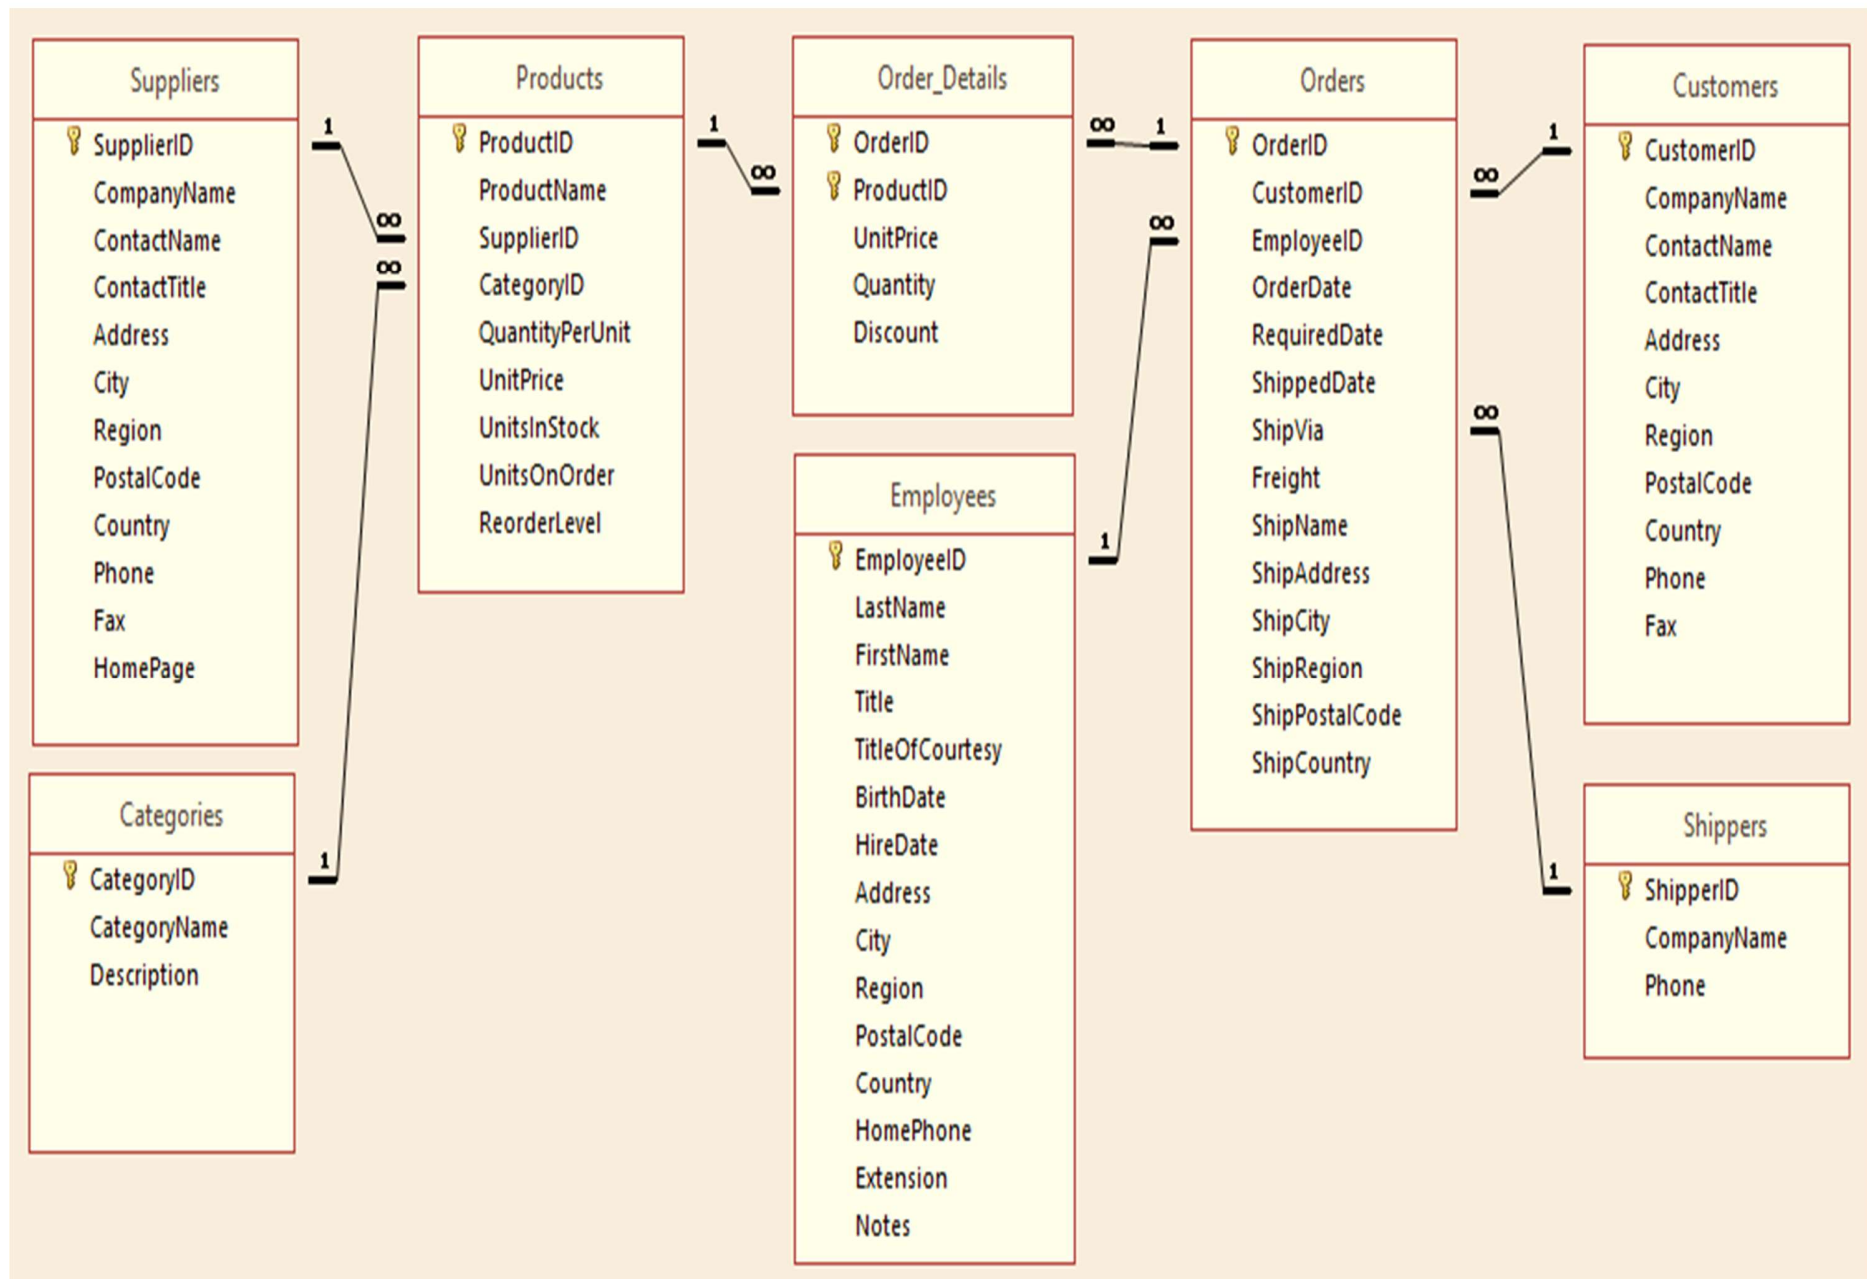 Suppliers
SupplierID
CompanyName
ContactName
ContactTitle
Address
City
Region
PostalCode
Country
Phone
Fax
HomePage
1
∞
∞
1
Categories
CategoryID
CategoryName
Description
Products
ProductID
ProductName
SupplierID
CategoryID
QuantityPerUnit
UnitPrice
UnitsInStock
UnitsOnOrder
ReorderLevel
1
∞
Order_Details
OrderID
ProductID
UnitPrice
Quantity
Discount
∞
1
∞
1
Employees
EmployeeID
LastName
FirstName
Title
TitleOfCourtesy
BirthDate
HireDate
Address
City
Region
PostalCode
Country
HomePhone
Extension
Notes
Orders
OrderID
CustomerID
EmployeeID
OrderDate
RequiredDate
ShippedDate
ShipVia
Freight
ShipName
ShipAddress
ShipCity
ShipRegion
ShipPostalCode
ShipCountry
1
∞
∞
1
Customers
CustomerID
CompanyName
ContactName
ContactTitle
Address
City
Region
PostalCode
Country
Phone
Fax
Shippers
ShipperID
CompanyName
Phone